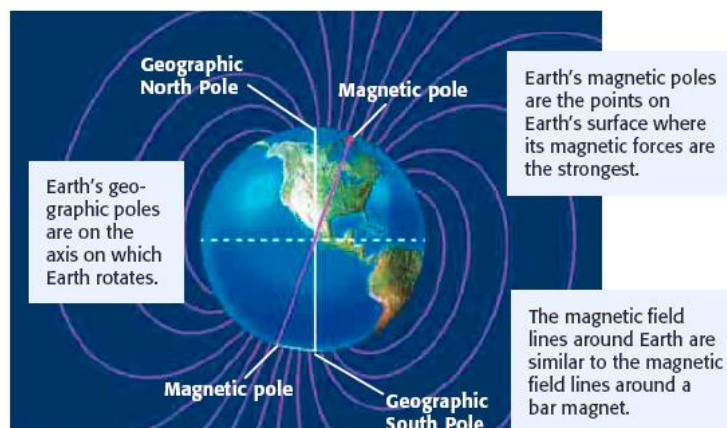 Geographic
North Pole
Magnetic pole
Earth's magnetic poles
are the points on
Earth's surface where
its magnetic forces are
the strongest.
Earth's geo-
graphic poles
are on the
axis on which
Earth rotates.
The magnetic field
lines around Earth are
similar to the magnetic
field lines around a
bar magnet.
Magnetic pole
Geographic
South Pole